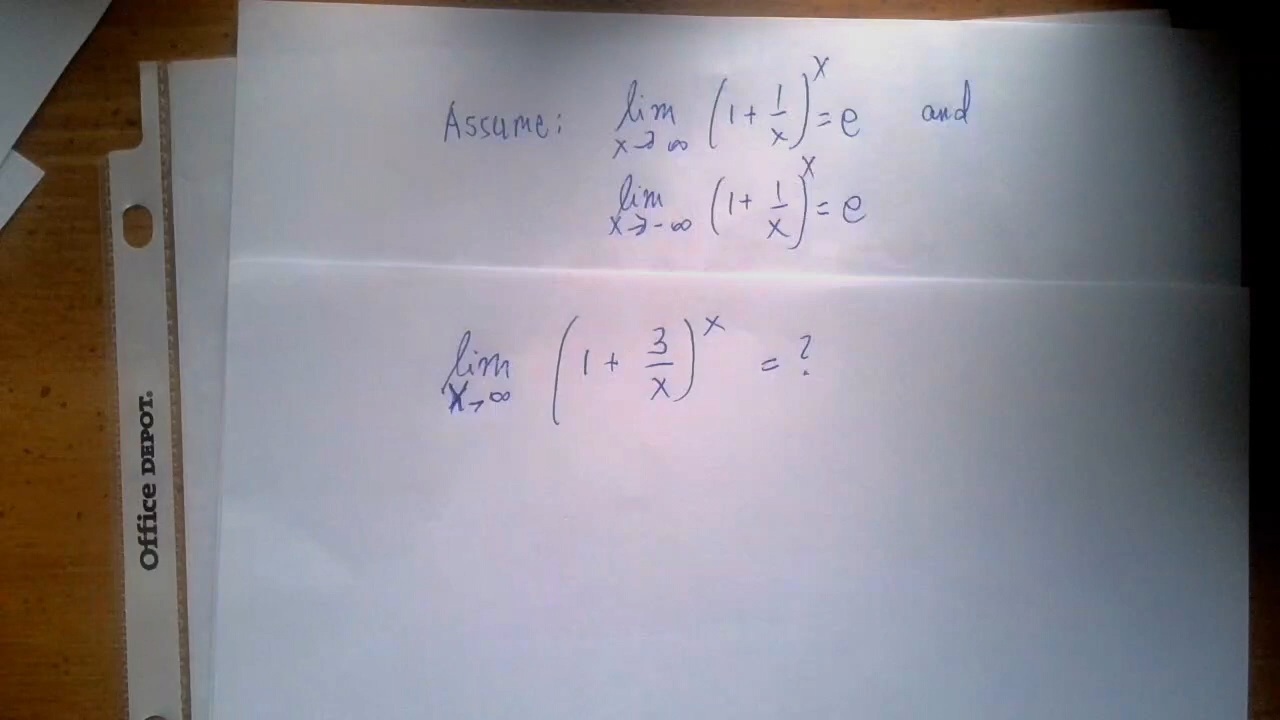 Assume: lim (1 + 1/x)^x = e and
x→∞
lim (1 + 1/x)^x = e
x→-∞
lim (1 + 3/x)^x = ?
x→∞
Office DEPOT.